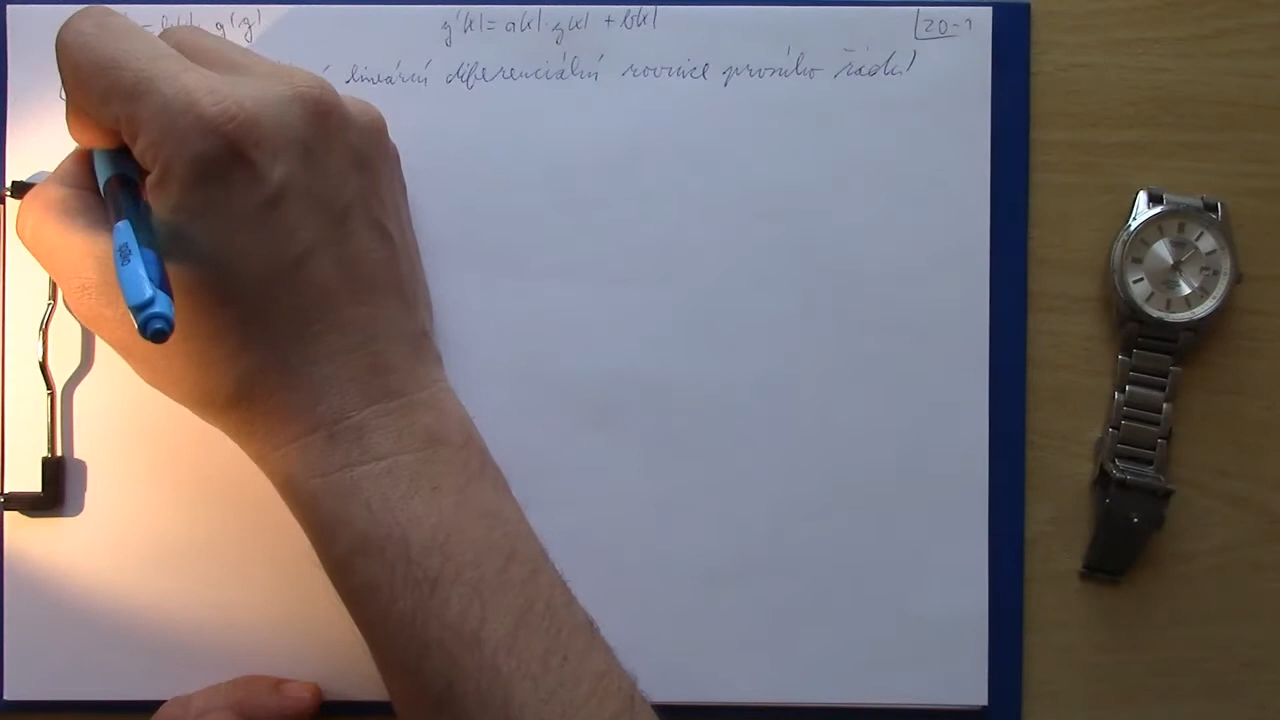 y'(x) = a(x) · y(x) + b(x) 20-1
lineární diferenciální rovnice prvního řádu